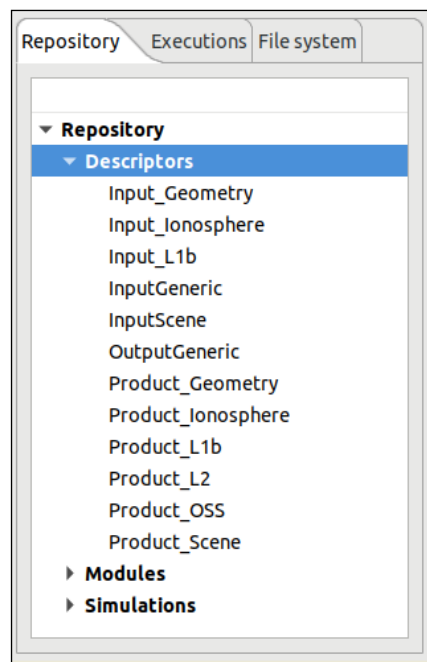 Repository Executions File system
Repository
Descriptors
Input_Geometry
Input_Ionosphere
Input_L1b
InputGeneric
InputScene
OutputGeneric
Product_Geometry
Product_Ionosphere
Product_L1b
Product_L2
Product_OSS
Product_Scene
Modules
Simulations